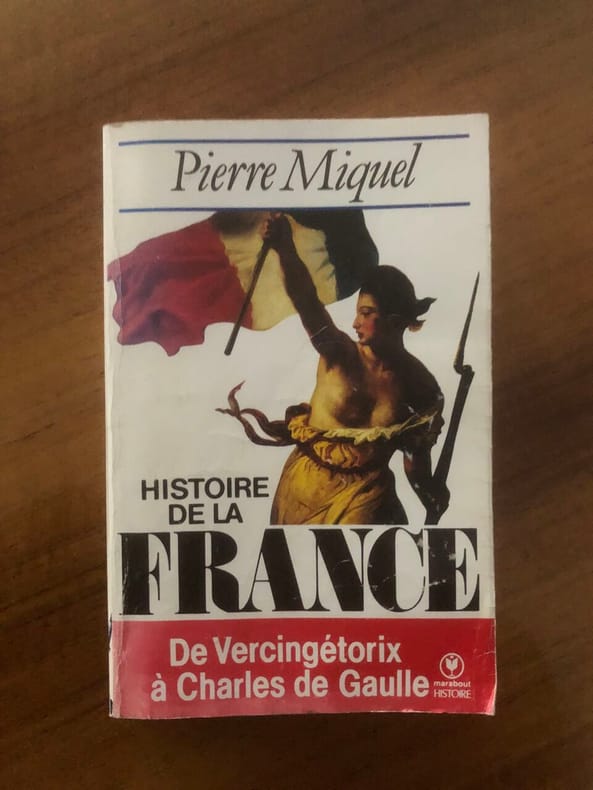 Pierre Miquel
HISTOIRE
DE LA
FRANCE
De Vercingétorix
à Charles de Gaulle
marabout
HISTOIRE